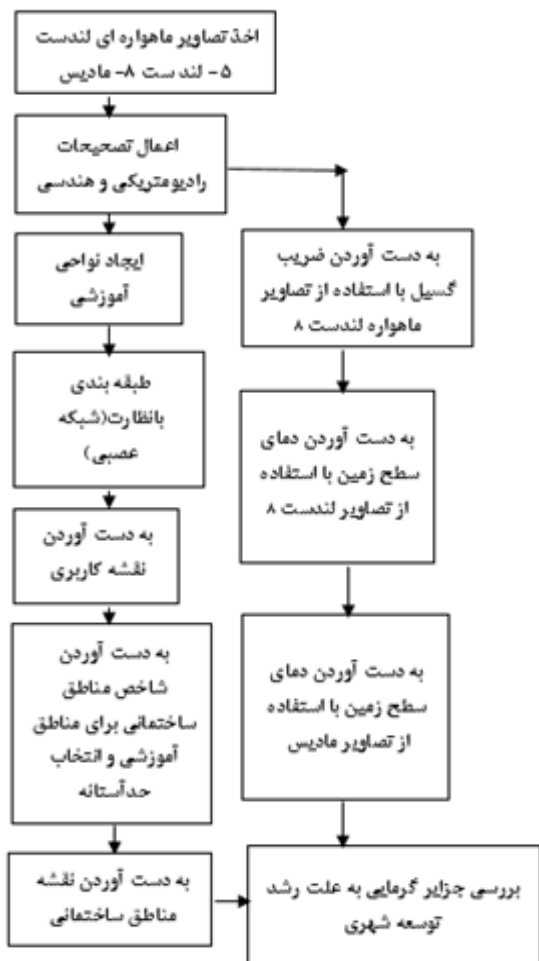 اخذ تصاویر ماهواره ای لندست
۵- لند ست ۸- مادیس
اعمال تصحیحات
رادیومتریکی و هندسی
ایجاد نواحی
آموزشی
طبقه بندی
بانظارت(شبکه
عصبی)
به دست آوردن
نقشه کاربری
به دست آوردن
شاخص مناطق
ساختمانی برای مناطق
آموزشی و انتخاب
حدآستانه
به دست آوردن نقشه
مناطق ساختمانی
به دست آوردن ضریب
گسیل با استفاده از تصاویر
ماهواره لندست ۸
به دست آوردن دمای
سطح زمین با استفاده
از تصاویر لندست ۸
به دست آوردن دمای
سطح زمین با استفاده
از تصاویر مادیس
بررسی جزایر گرمایی به علت رشد
توسعه شهری